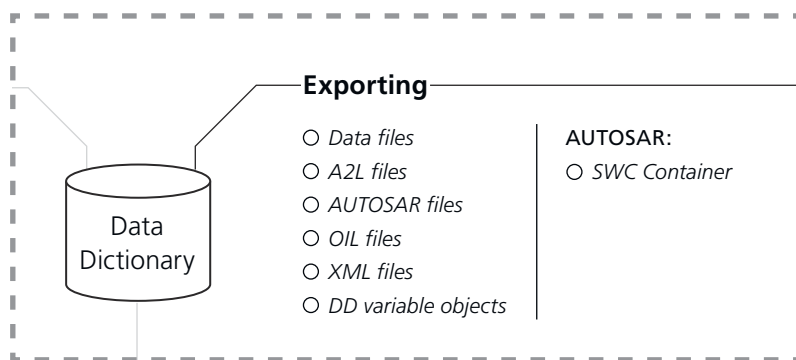 Exporting
Data files
A2L files
AUTOSAR files
OIL files
XML files
DD variable objects
AUTOSAR:
SWC Container
Data
Dictionary